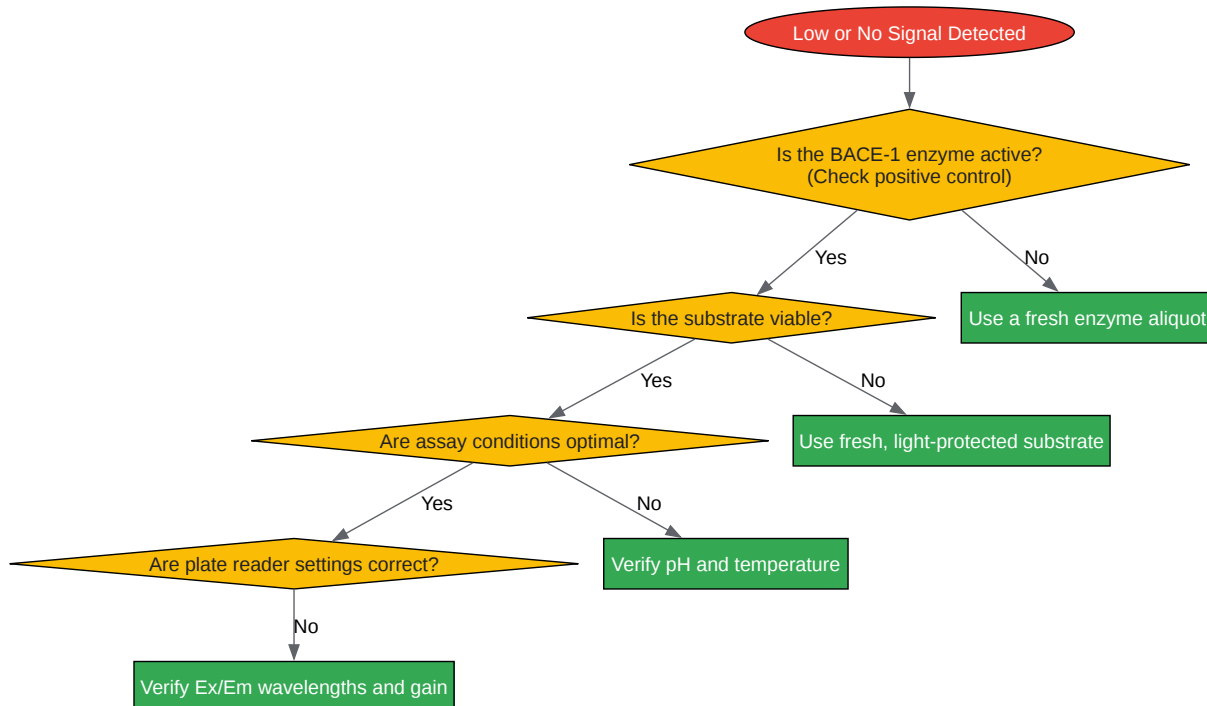 Low or No Signal Detected
Is the BACE-1 enzyme active?
(Check positive control)
Yes
No
Is the substrate viable?
Use a fresh enzyme aliquot
Yes
No
Are assay conditions optimal?
Use fresh, light-protected substrate
Yes
No
Are plate reader settings correct?
Verify pH and temperature
No
Verify Ex/Em wavelengths and gain